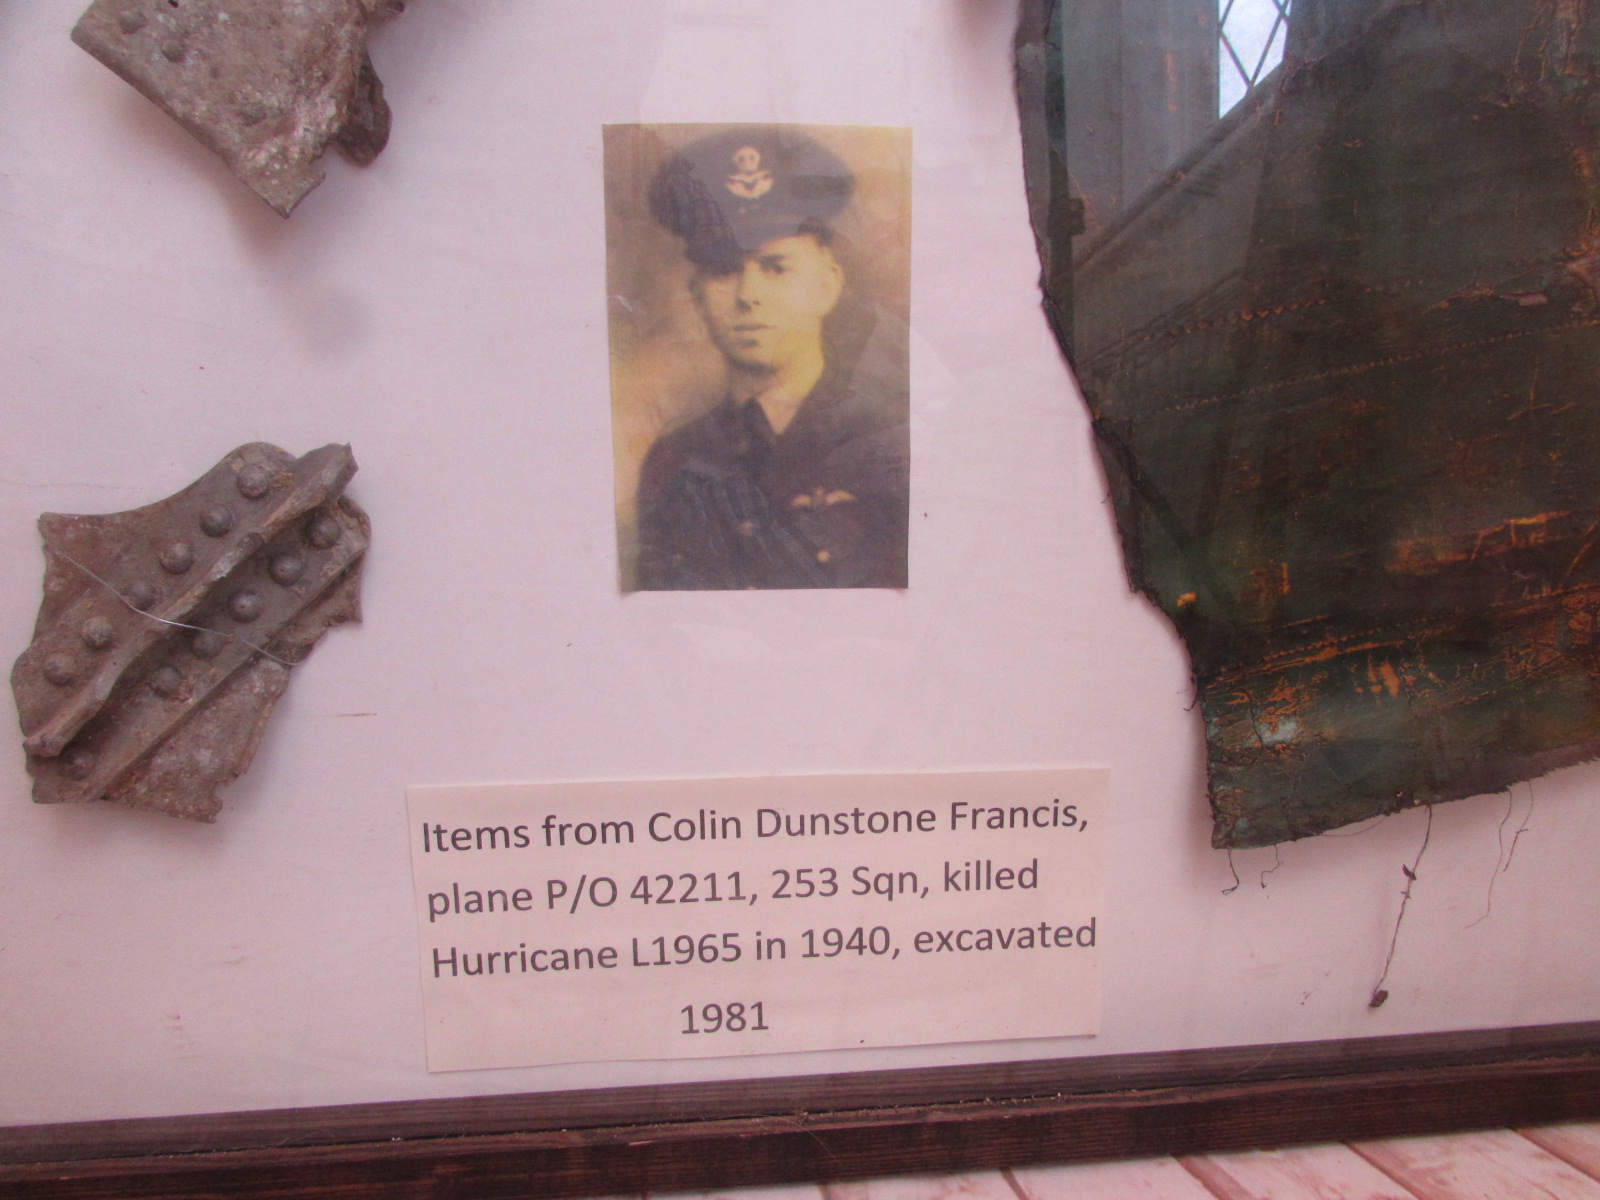 Items from Colin Dunstone Francis,
plane P/O 42211, 253 Sqn, killed
Hurricane L1965 in 1940, excavated
1981